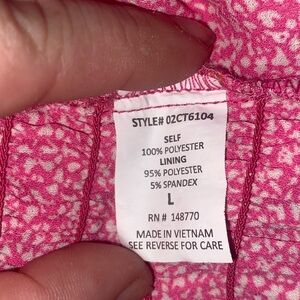 STYLE# 02CT6104
SELF
100% POLYESTER
LINING
95% POLYESTER
5% SPANDEX
L
RN # 148770
MADE IN VIETNAM
SEE REVERSE FOR CARE